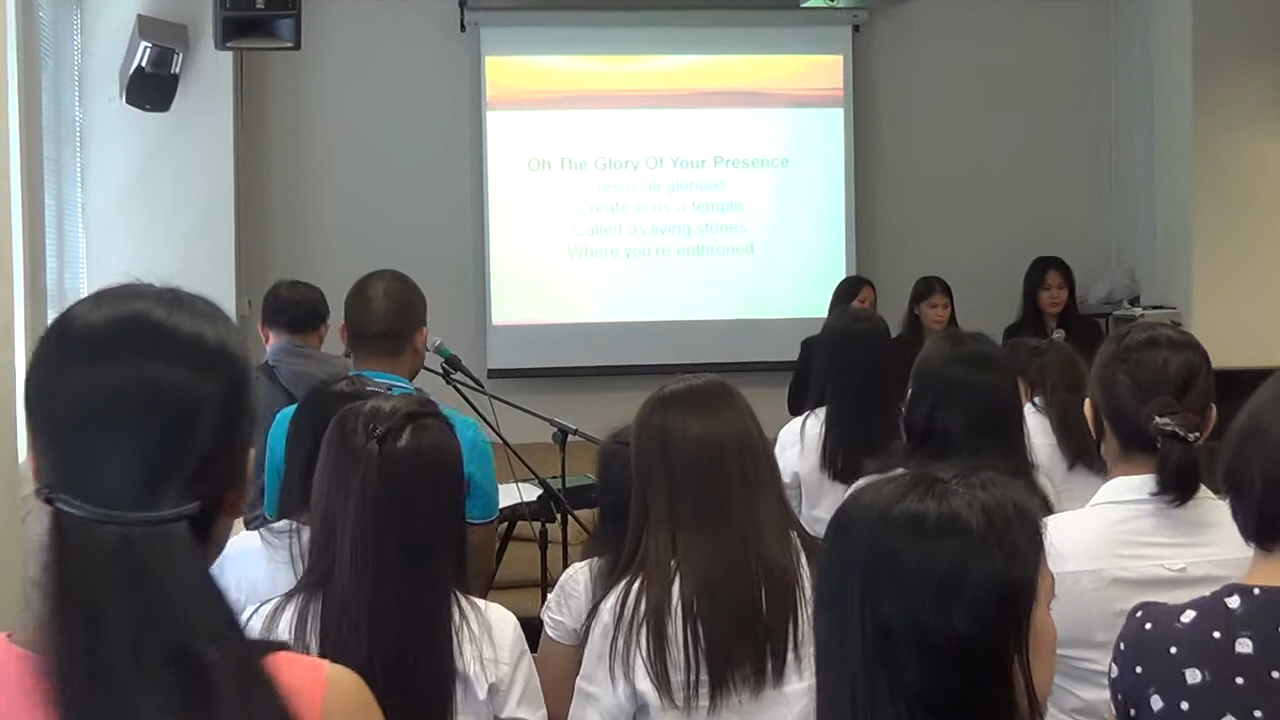 Oh The Glory Of Your Presence
Jesus all glorious
Create in us a temple
Called as living stones
Where you're enthroned